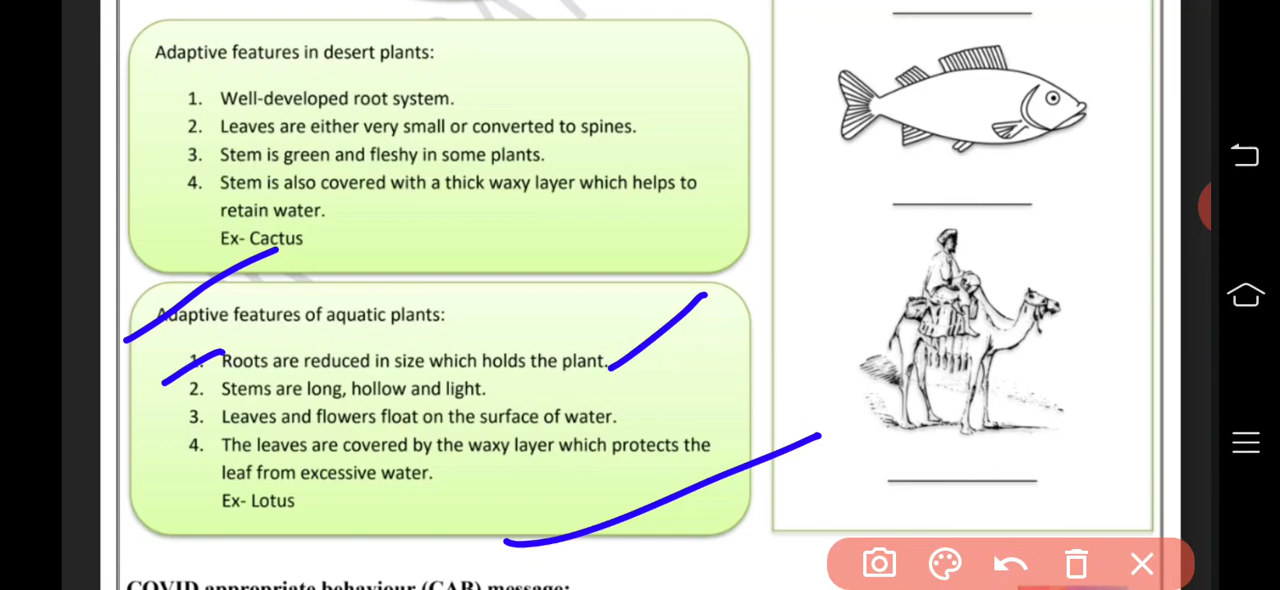 Adaptive features in desert plants:
1. Well-developed root system.
2. Leaves are either very small or converted to spines.
3. Stem is green and fleshy in some plants.
4. Stem is also covered with a thick waxy layer which helps to
retain water.
Ex- Cactus
Adaptive features of aquatic plants:
1. Roots are reduced in size which holds the plant.
2. Stems are long, hollow and light.
3. Leaves and flowers float on the surface of water.
4. The leaves are covered by the waxy layer which protects the
leaf from excessive water.
Ex- Lotus
COVID appropriate behaviour (CAB) message: